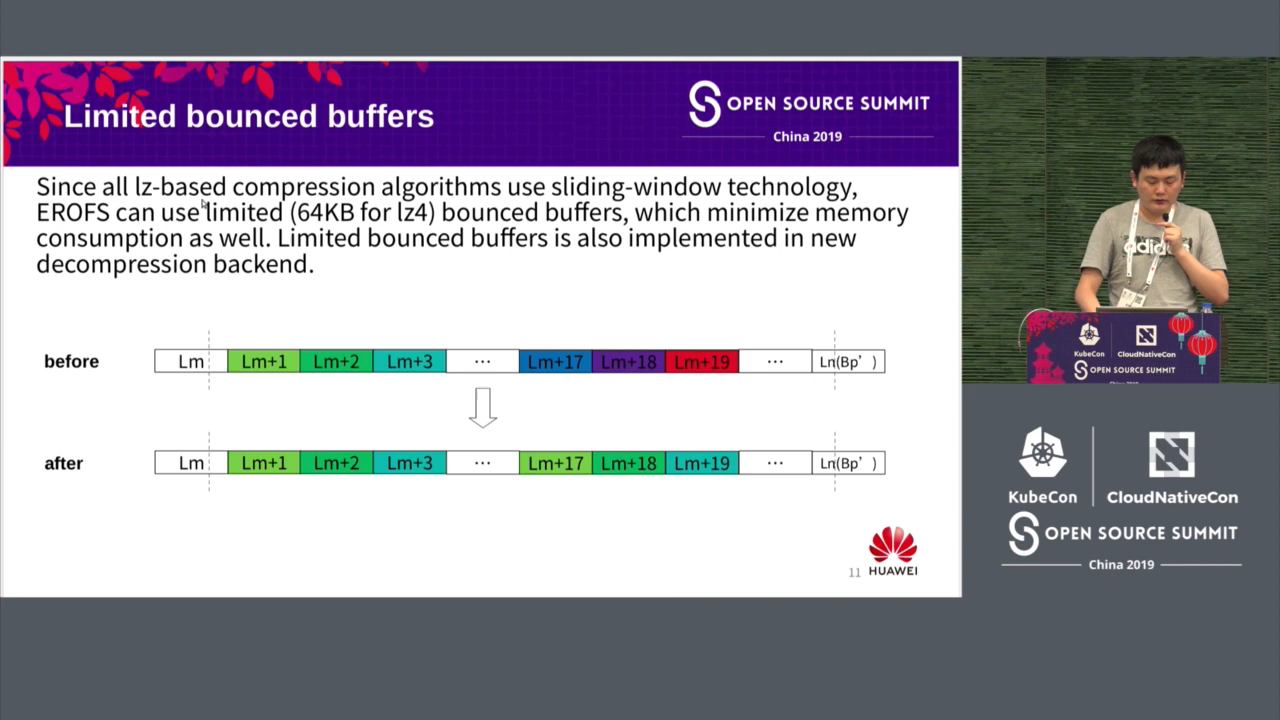 Limited bounced buffers
OPEN SOURCE SUMMIT
China 2019
Since all lz-based compression algorithms use sliding-window technology,
EROFS can use limited (64KB for lz4) bounced buffers, which minimize memory
consumption as well. Limited bounced buffers is also implemented in new
decompression backend.
before Lm Lm+1 Lm+2 Lm+3 ... Lm+17 Lm+18 Lm+19 ... Ln(Bp’)
after Lm Lm+1 Lm+2 Lm+3 ... Lm+17 Lm+18 Lm+19 ... Ln(Bp’)
11 HUAWEI
adidas
KubeCon CloudNativeCon
OPEN SOURCE SUMMIT
KubeCon CloudNativeCon
OPEN SOURCE SUMMIT
China 2019